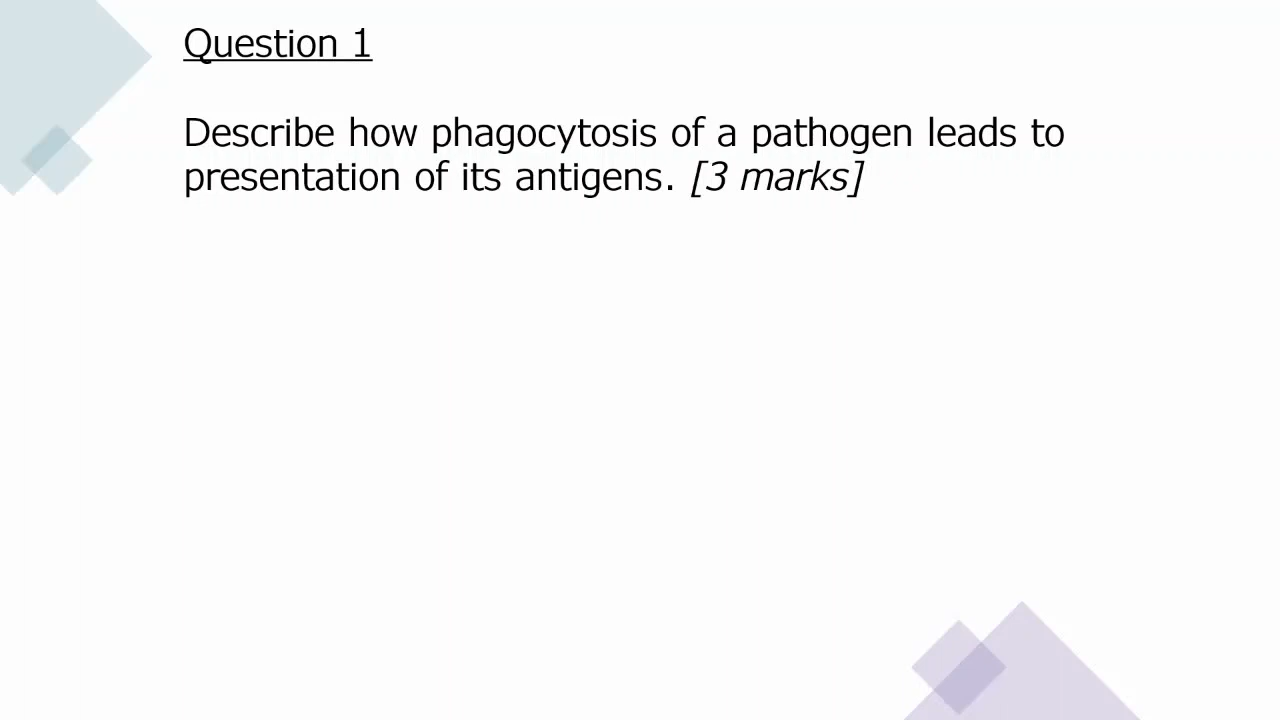 Question 1
Describe how phagocytosis of a pathogen leads to
presentation of its antigens. [3 marks]